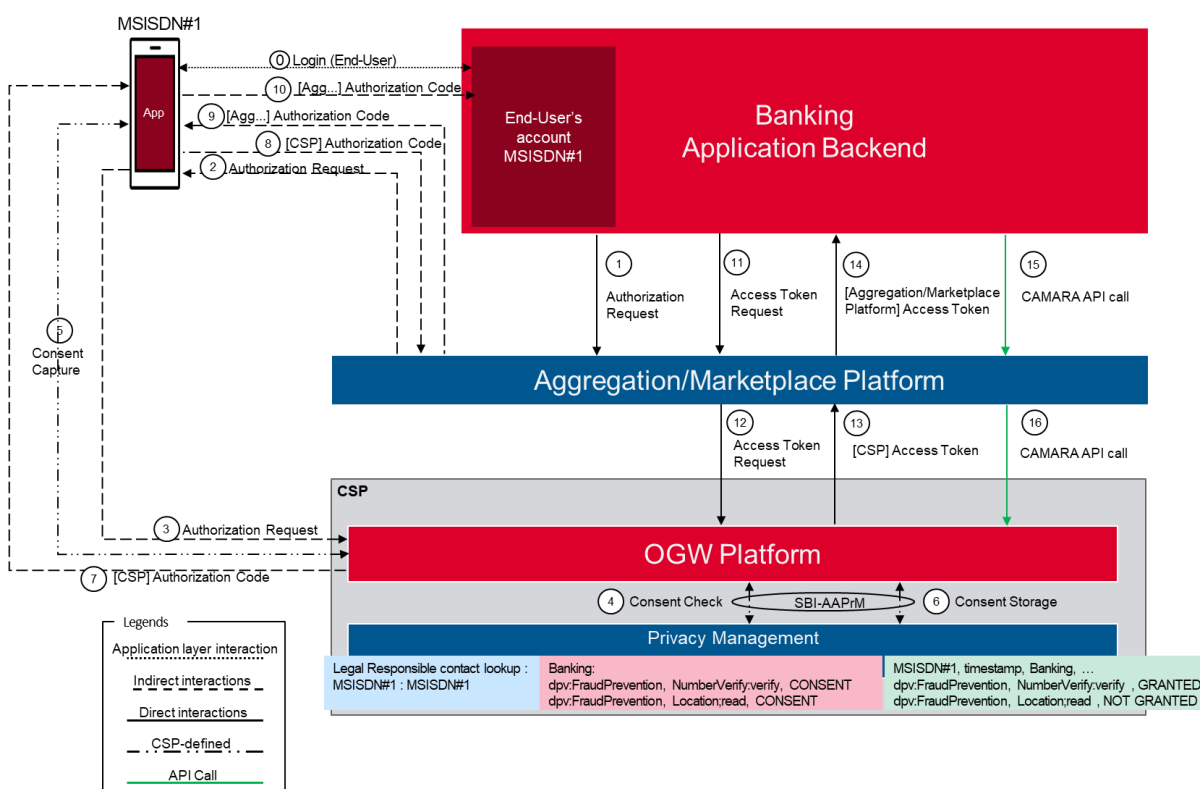 MSISDN#1
App
0 Login (End-User)
10 [Agg...] Authorization Code
9 [Agg...] Authorization Code
8 [CSP] Authorization Code
2 Authorization Request
End-User's
account
MSISDN#1
Banking
Application Backend
1
Authorization
Request
11
Access Token
Request
14
[Aggregation/Marketplace
Platform] Access Token
15
CAMARA API call
5
Consent
Capture
Aggregation/Marketplace Platform
12
Access Token
Request
13
[CSP] Access Token
16
CAMARA API call
CSP
3 Authorization Request
OGW Platform
7 [CSP] Authorization Code
4 Consent Check
SBI-AAPrM
6 Consent Storage
Privacy Management
Legal Responsible contact lookup :
MSISDN#1 : MSISDN#1
Banking:
dpv:FraudPrevention, NumberVerify:verify, CONSENT
dpv:FraudPrevention, Location;read, CONSENT
MSISDN#1, timestamp, Banking, …
dpv:FraudPrevention, NumberVerify:verify , GRANTED
dpv:FraudPrevention, Location;read , NOT GRANTED
Legends
Application layer interaction
Indirect interactions
Direct interactions
CSP-defined
API Call